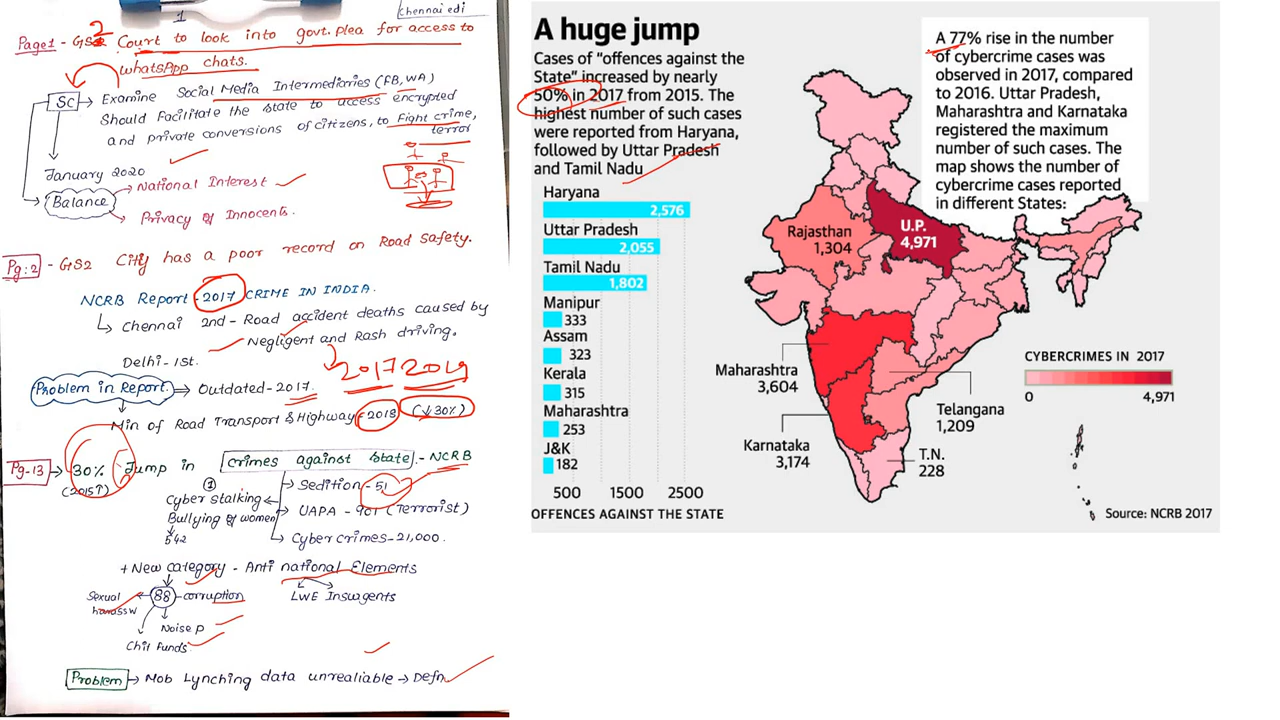 1
chennai edi
Page1 - GS2 Court to look into govt. plea for access to
WhatsApp chats.
SC → Examine Social Media Intermediaries (FB, WA)
Should Facilitate the state to access encrypted
and private conversations of citizens, to Fight crime,
terror
January 2020
Balance
National Interest
Privacy of Innocents.
Pg:2 - GS2 City has a poor record on Road Safety.
NCRB Report - 2017 CRIME IN INDIA.
Chennai 2nd - Road accident deaths caused by
Negligent and Rash driving.
Delhi - 1st.
2017 2019
Problem in Report. → Outdated - 2017.
Min of Road Transport & Highway - 2018 (↓30%)
Pg-13 → 30% Jump in crimes against state. - NCRB
(2015↑)
Sedition - 51
① Cyber stalking
Bullying of women
542
UAPA - 901 (Terrorist)
Cyber crimes - 21,000.
+ New category - Anti national Elements
Sexual
88 - corruption
LWE Insurgents
Noise p
Chit Funds
Problem → Mob Lynching data unrealiable → Defn
A huge jump
Cases of "offences against the
State" increased by nearly
50% in 2017 from 2015. The
highest number of such cases
were reported from Haryana,
followed by Uttar Pradesh
and Tamil Nadu
Haryana
2,576
Uttar Pradesh
2,055
Tamil Nadu
1,802
Manipur
333
Assam
323
Kerala
315
Maharashtra
253
J&K
182
500 1500 2500
OFFENCES AGAINST THE STATE
A 77% rise in the number
of cybercrime cases was
observed in 2017, compared
to 2016. Uttar Pradesh,
Maharashtra and Karnataka
registered the maximum
number of such cases. The
map shows the number of
cybercrime cases reported
in different States:
Rajasthan
1,304
U.P.
4,971
Maharashtra
3,604
Karnataka
3,174
Telangana
1,209
T.N.
228
CYBERCRIMES IN 2017
0 4,971
Source: NCRB 2017